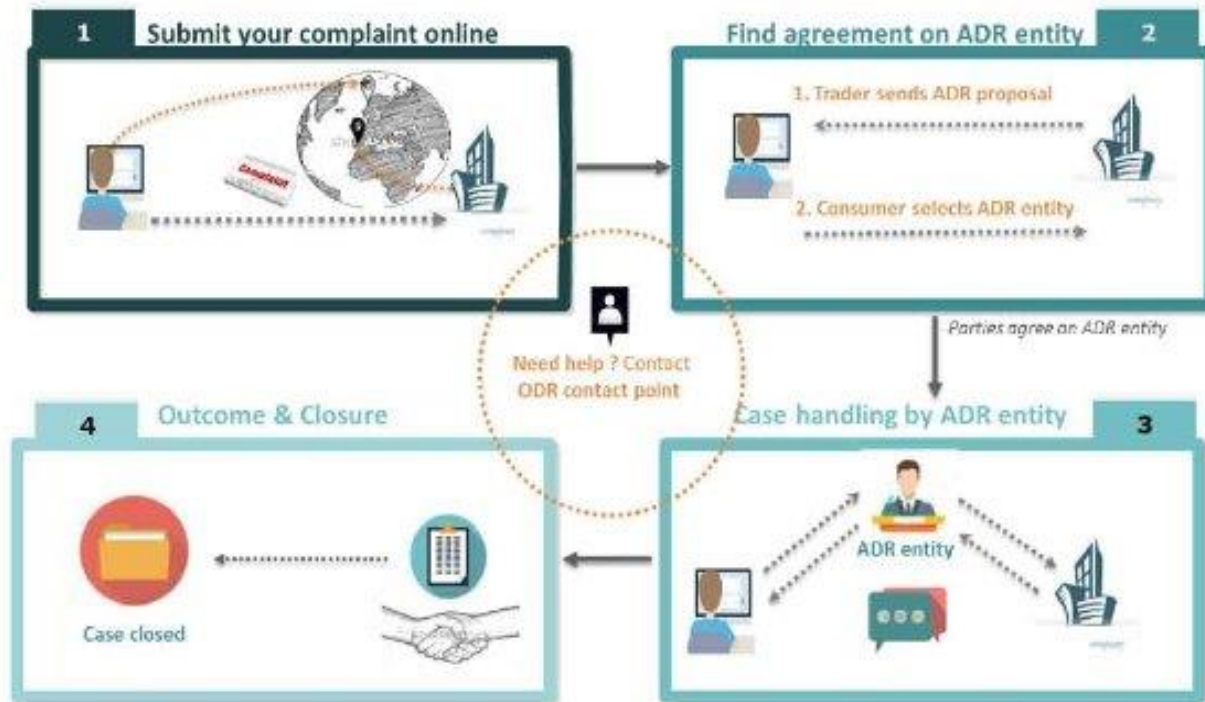 1
Submit your complaint online
Complaint
Find agreement on ADR entity
2
1. Trader sends ADR proposal
2. Consumer selects ADR entity
Parties agree on ADR entity
Need help ? Contact
ODR contact point
Case handling by ADR entity
3
ADR entity
4
Outcome & Closure
Case closed